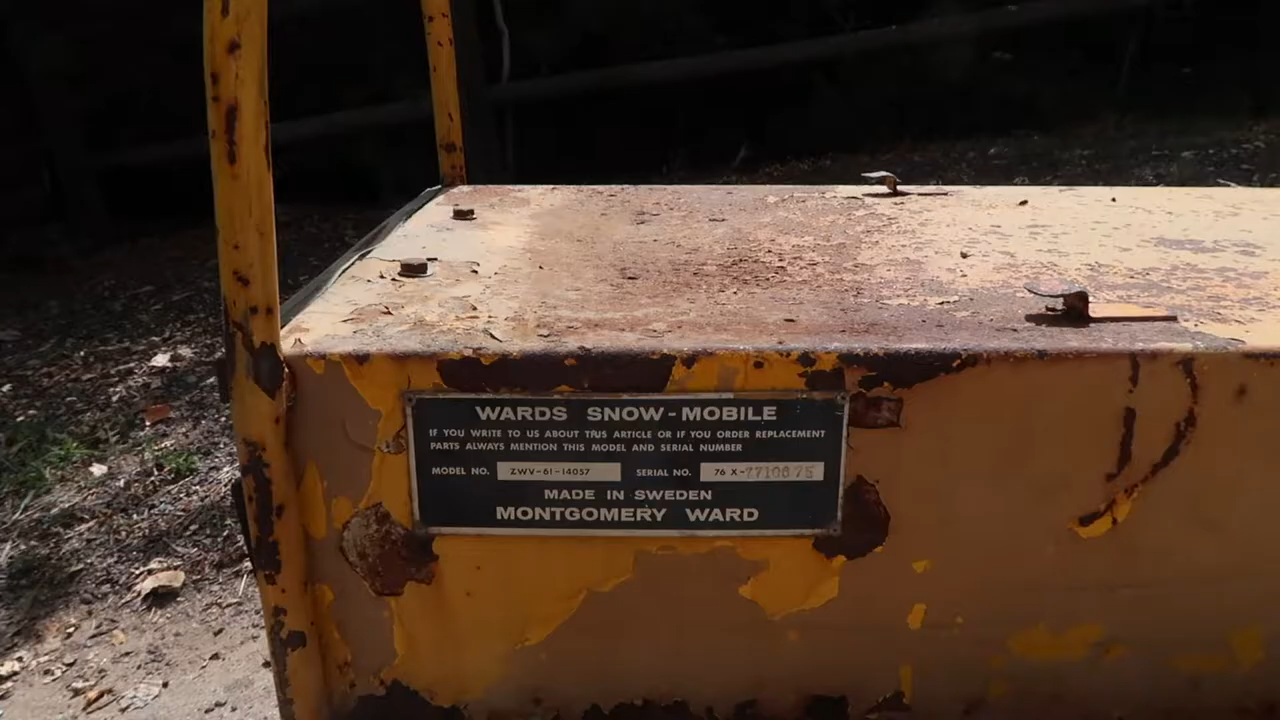 WARDS SNOW-MOBILE
IF YOU WRITE TO US ABOUT THIS ARTICLE OR IF YOU ORDER REPLACEMENT
PARTS ALWAYS MENTION THIS MODEL AND SERIAL NUMBER
MODEL NO. ZWV-61-14057 SERIAL NO. 76 X-
MADE IN SWEDEN
MONTGOMERY WARD